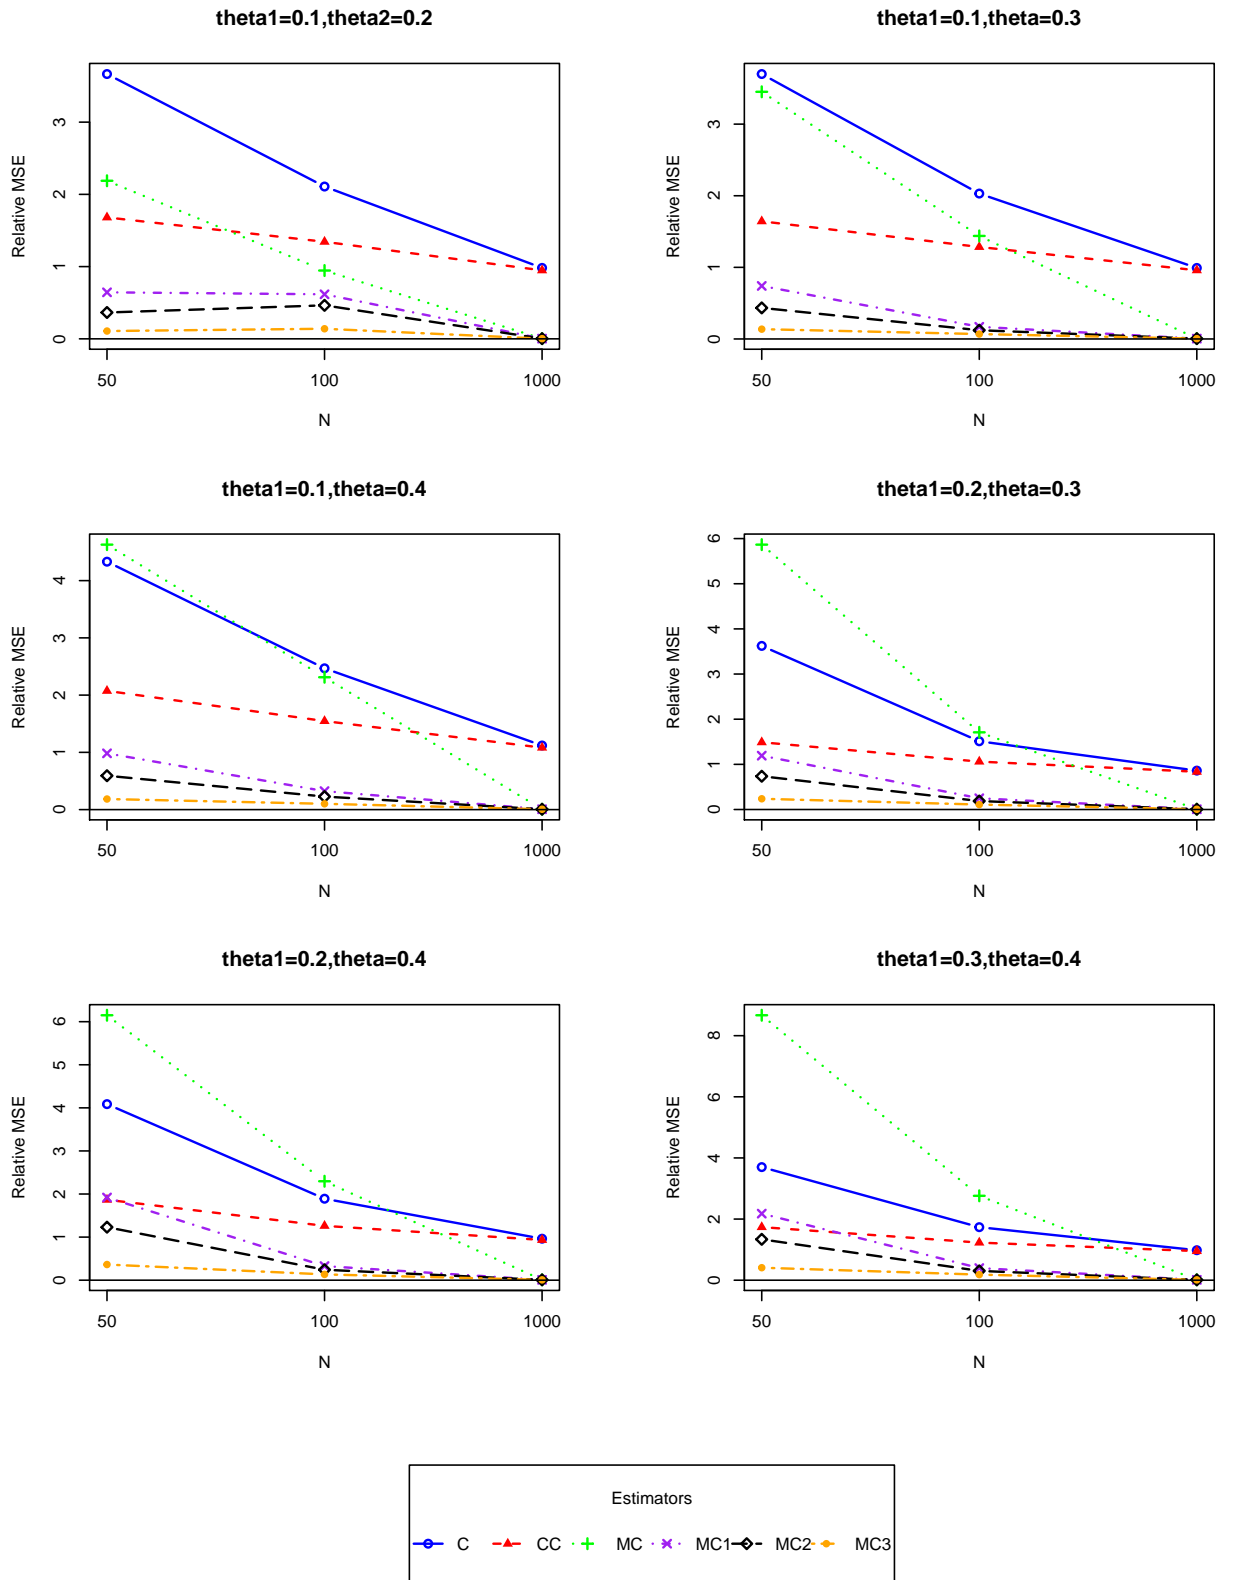 theta1=0.1,theta2=0.2
Relative MSE
3
2
1
0
50 100 1000
N
theta1=0.1,theta=0.3
Relative MSE
3
2
1
0
50 100 1000
N
theta1=0.1,theta=0.4
Relative MSE
4
3
2
1
0
50 100 1000
N
theta1=0.2,theta=0.3
Relative MSE
6
5
4
3
2
1
0
50 100 1000
N
theta1=0.2,theta=0.4
Relative MSE
6
5
4
3
2
1
0
50 100 1000
N
theta1=0.3,theta=0.4
Relative MSE
8
6
4
2
0
50 100 1000
N
Estimators
C CC MC MC1 MC2 MC3